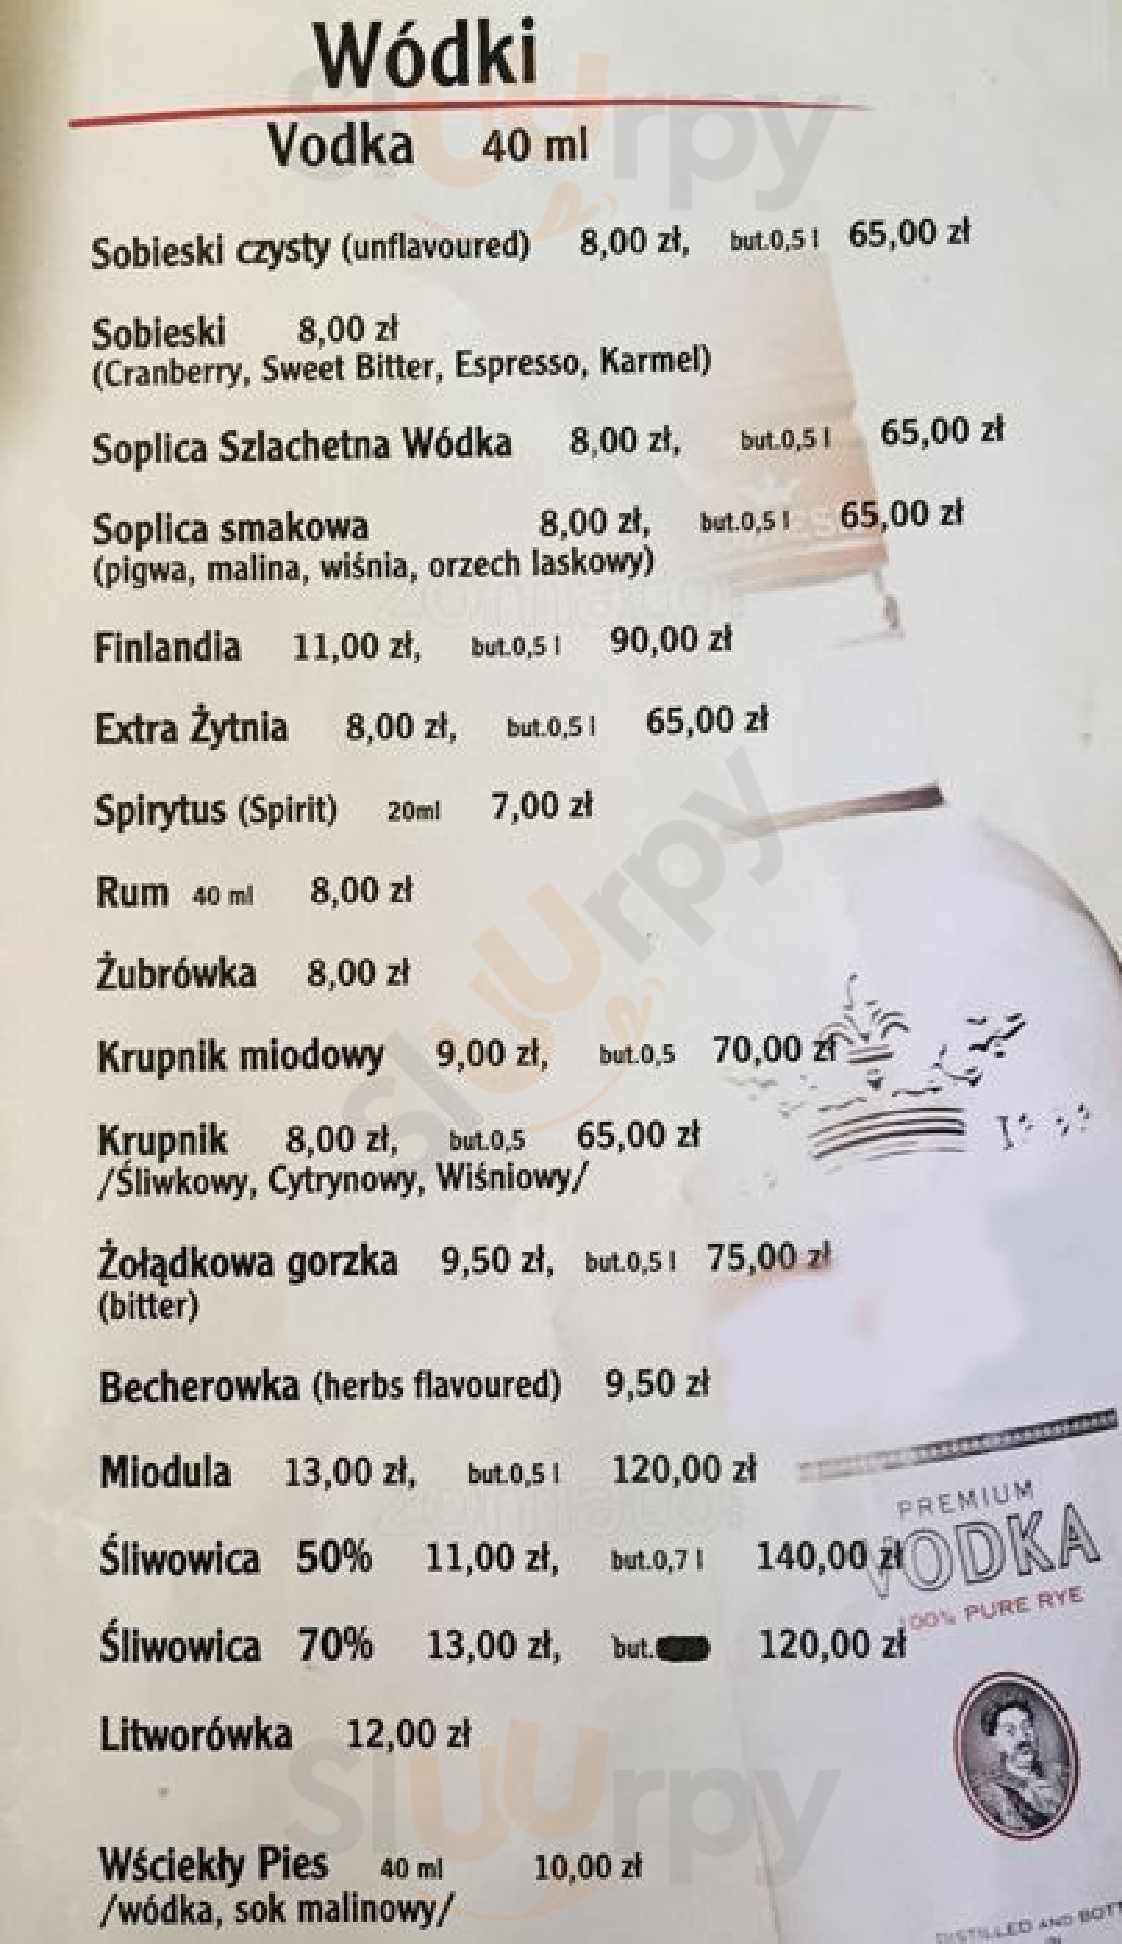 Wódki
Vodka 40 ml
Sobieski czysty (unflavoured) 8,00 zł, but.0,5 l 65,00 zł
Sobieski 8,00 zł
(Cranberry, Sweet Bitter, Espresso, Karmel)
Soplica Szlachetna Wódka 8,00 zł, but.0,5 l 65,00 zł
Soplica smakowa 8,00 zł, but.0,5 l 65,00 zł
(pigwa, malina, wiśnia, orzech laskowy)
Finlandia 11,00 zł, but.0,5 l 90,00 zł
Extra Żytnia 8,00 zł, but.0,5 l 65,00 zł
Spirytus (Spirit) 20ml 7,00 zł
Rum 40 ml 8,00 zł
Żubrówka 8,00 zł
Krupnik miodowy 9,00 zł, but.0,5 70,00 zł
Krupnik 8,00 zł, but.0,5 65,00 zł
/Śliwkowy, Cytrynowy, Wiśniowy/
Żołądkowa gorzka 9,50 zł, but.0,5 l 75,00 zł
(bitter)
Becherowka (herbs flavoured) 9,50 zł
Miodula 13,00 zł, but.0,5 l 120,00 zł
Śliwowica 50% 11,00 zł, but.0,7 l 140,00 zł
Śliwowica 70% 13,00 zł, but. 120,00 zł
Litworówka 12,00 zł
Wściekły Pies 40 ml 10,00 zł
/wódka, sok malinowy/
PREMIUM
VODKA
100% PURE RYE
DISTILLED AND BOTT
IN
Sluurpy
Sluurpy
Sluurpy